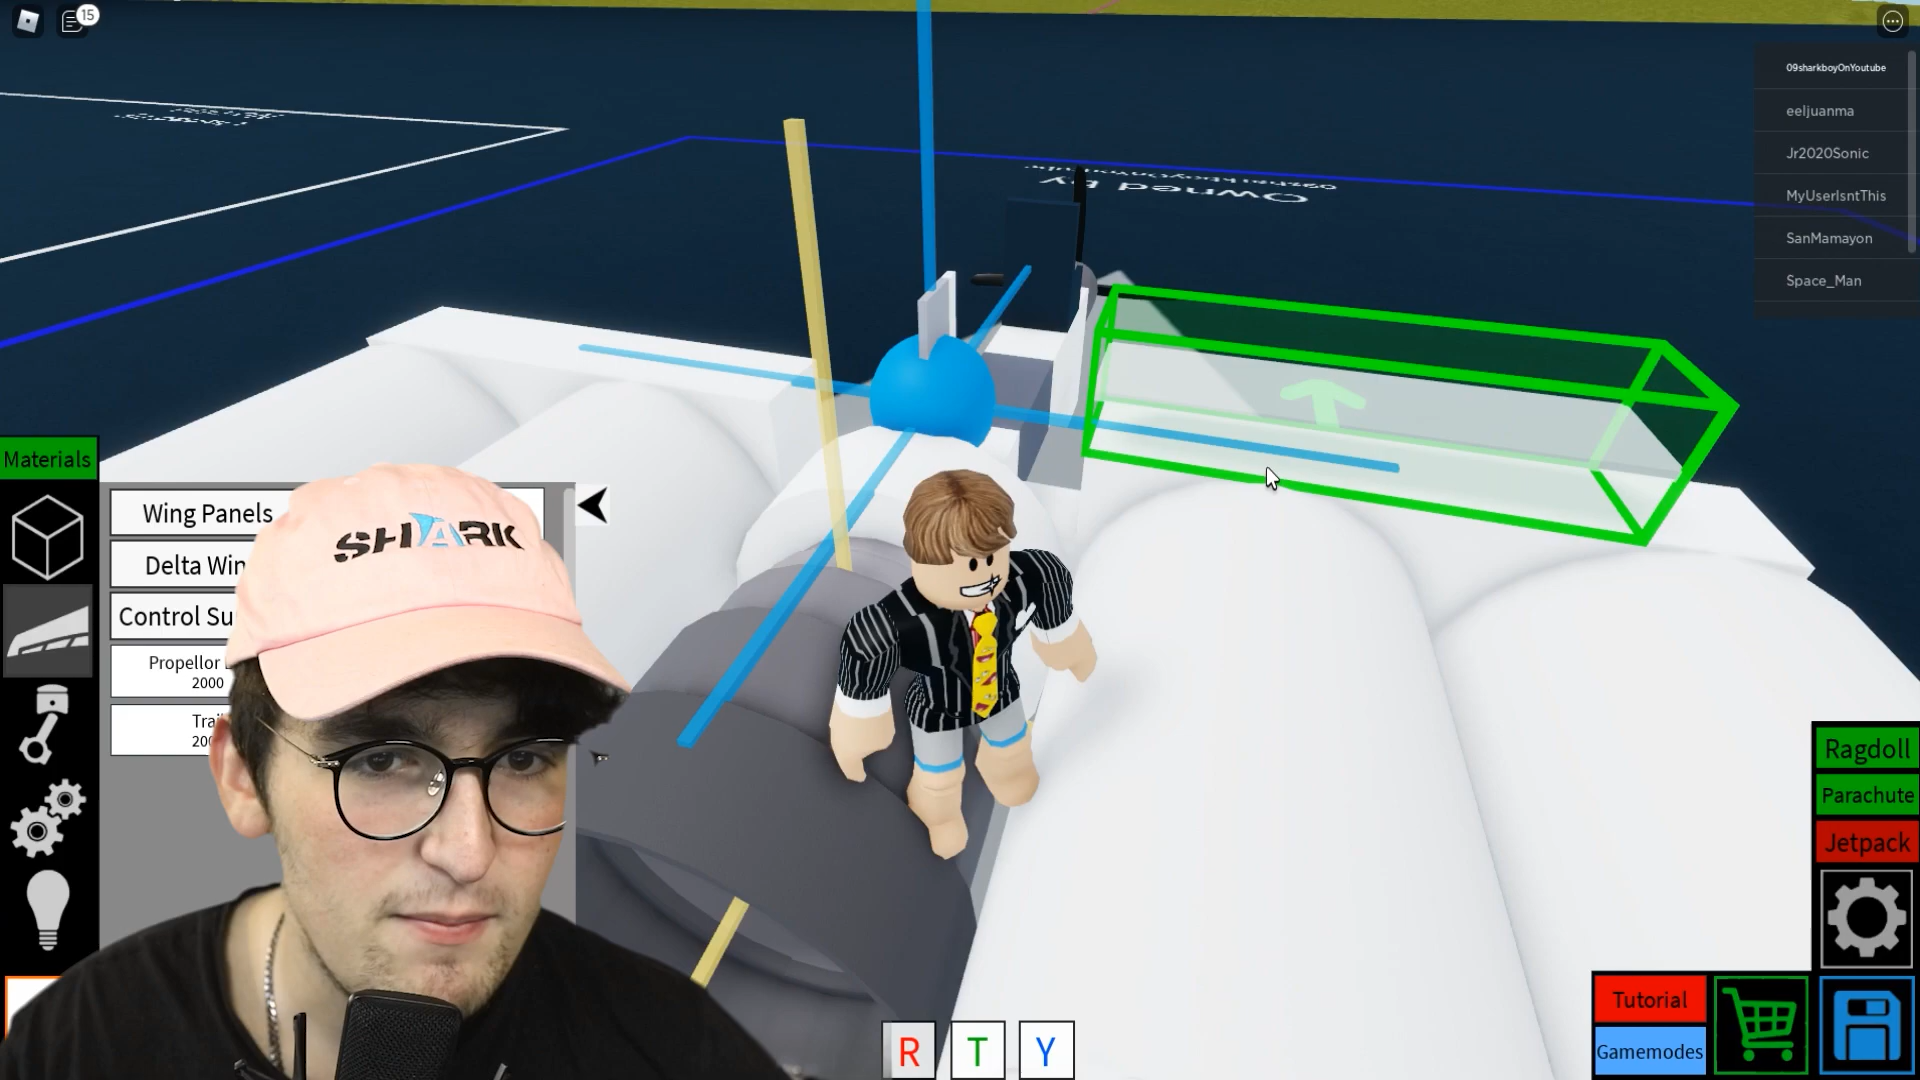 15
09sharkboyOnYoutube
eeljuanma
Jr2020Sonic
MyUserIsntThis
SanMamayon
Space_Man
Owned by
Materials
Wing Panels
Delta Win
Control Su
Propellor
2000
Trai
200
SHARK
Ragdoll
Parachute
Jetpack
Tutorial
Gamemodes
R T Y